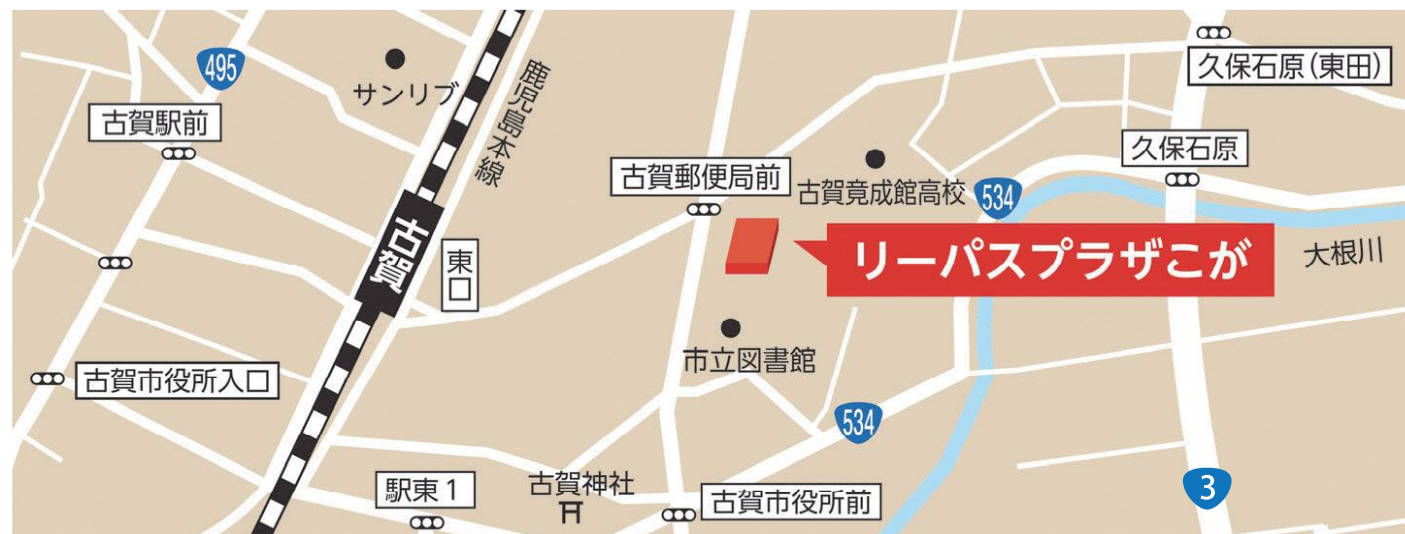 495
サンリブ
鹿児島本線
久保石原(東田)
古賀駅前
久保石原
古賀郵便局前
古賀竟成館高校
534
古賀
東口
リーパスプラザこが
大根川
市立図書館
古賀市役所入口
534
駅東1
古賀神社
古賀市役所前
3